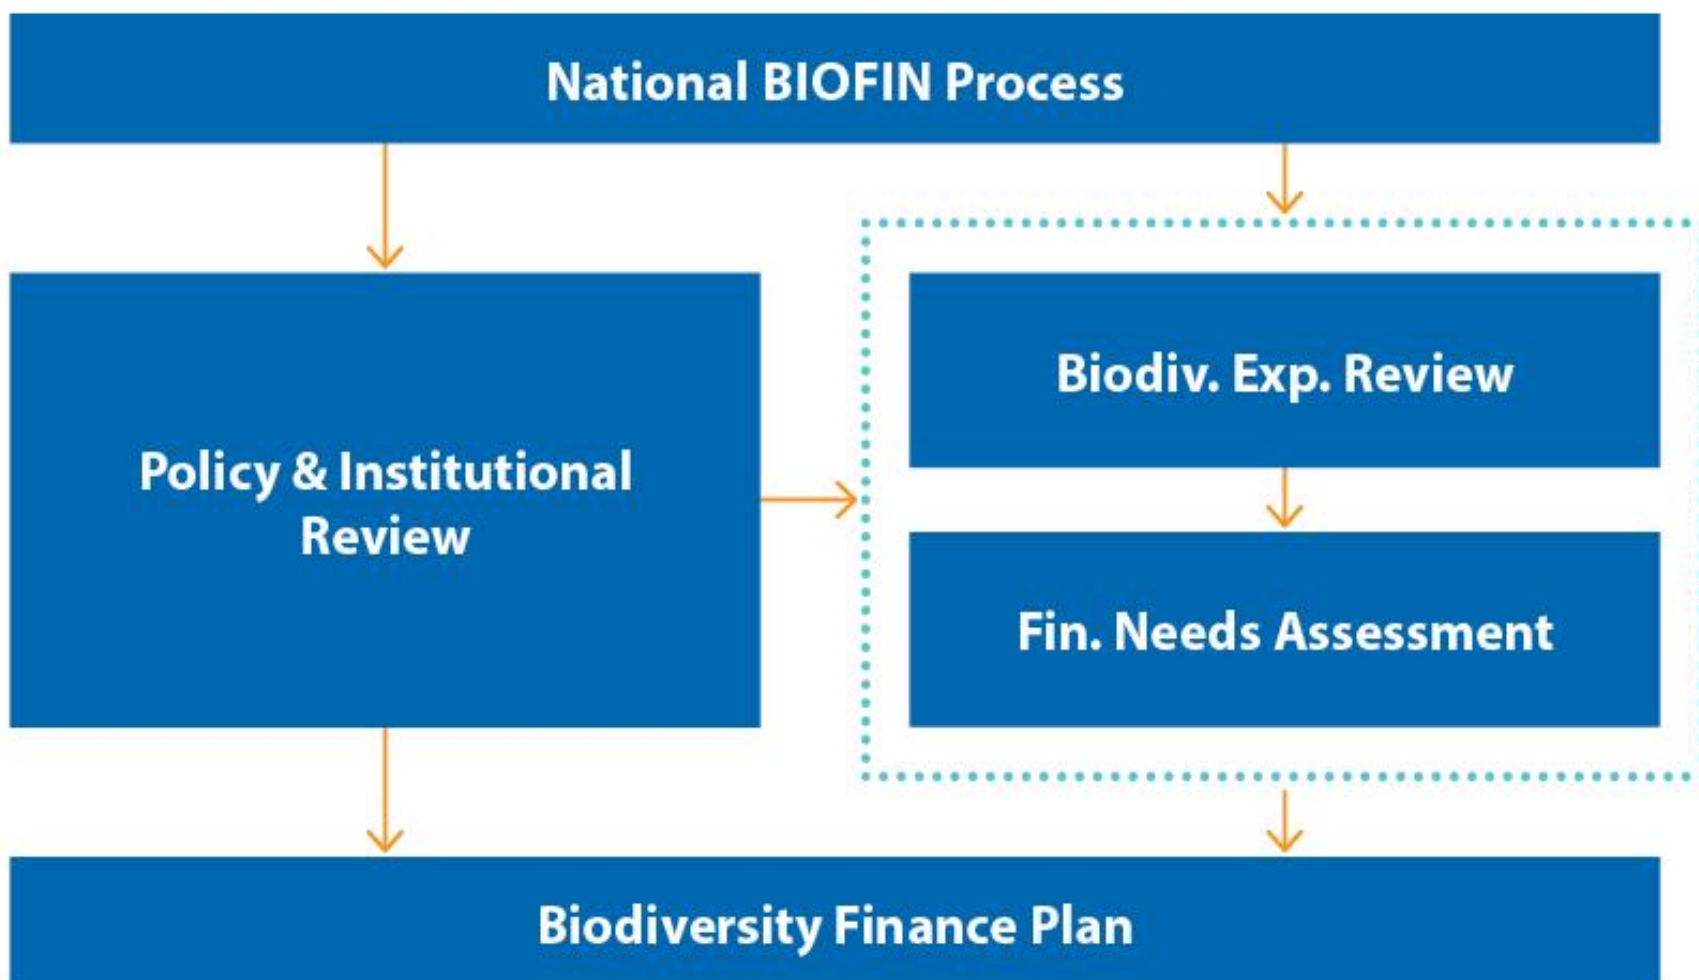 National BIOFIN Process
Policy & Institutional
Review
Biodiv. Exp. Review
Fin. Needs Assessment
Biodiversity Finance Plan